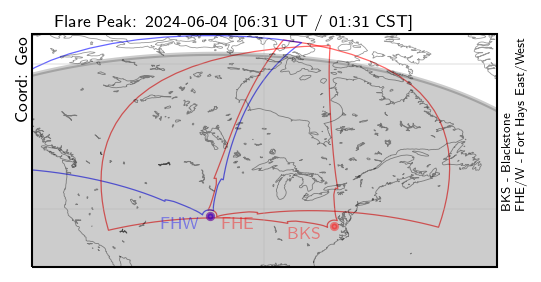 Flare Peak: 2024-06-04 [06:31 UT / 01:31 CST]
Coord: Geo
FHW
FHE
BKS
BKS - Blackstone
FHE/W - Fort Hays East/West